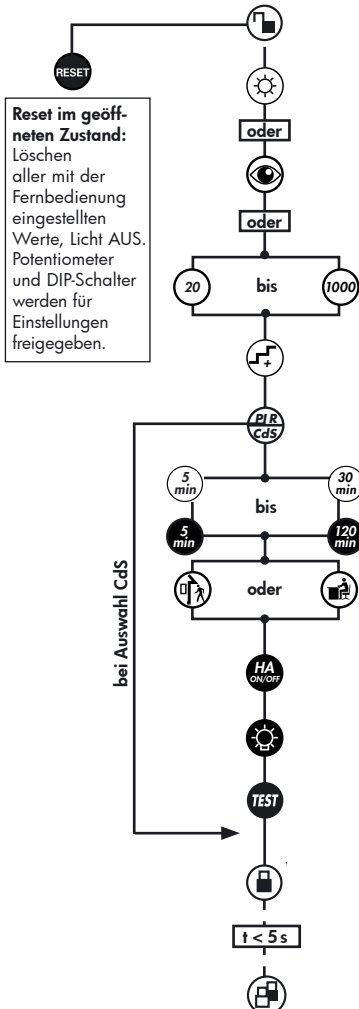 RESET
Reset im geöff-
neten Zustand:
Löschen
aller mit der
Fernbedienung
eingestellten
Werte, Licht AUS.
Potentiometer
und DIP-Schalter
werden für
Einstellungen
freigegeben.
oder
oder
20 bis 1000
+
PIR
CdS
5 min 30 min
bis
5 min 120 min
oder
bei Auswahl CdS
HA
ON/OFF
TEST
t < 5 s